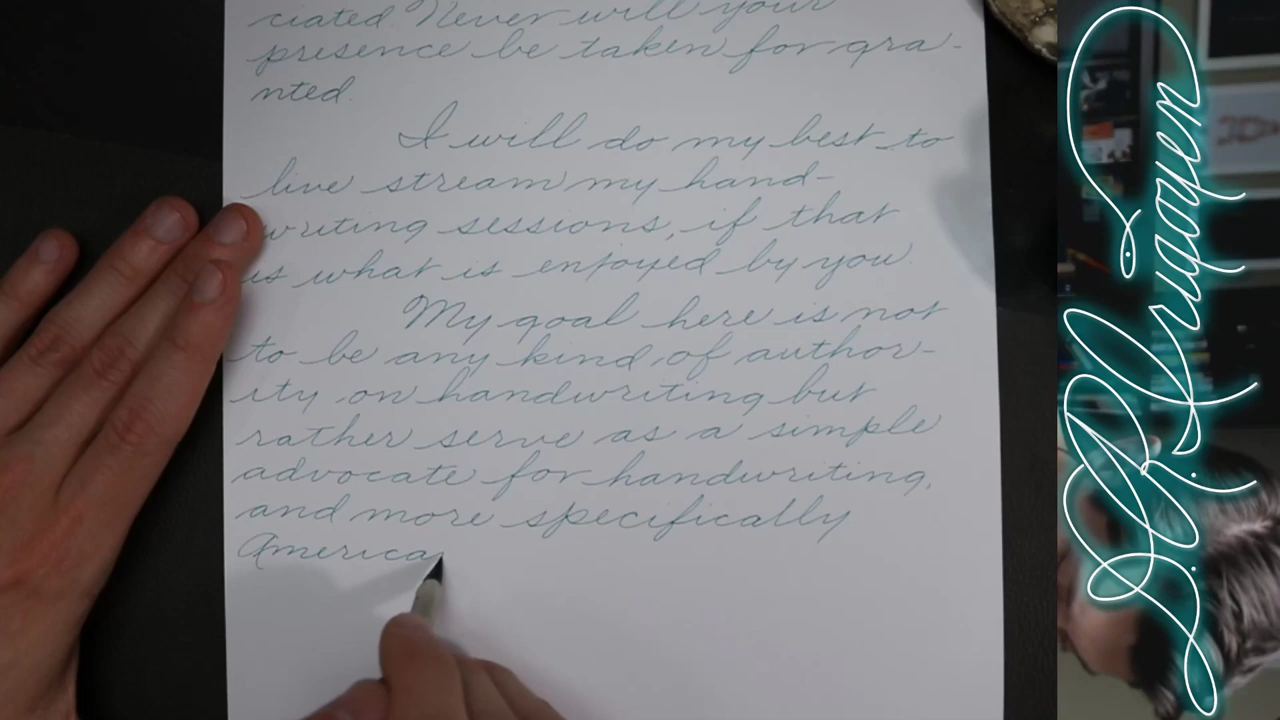 ciated Never will your
presence be taken for gra-
nted.
I will do my best to
live stream my hand-
writing sessions, if that
is what is enjoyed by you.
My goal here is not
to be any kind of author-
ity on handwriting but
rather serve as a simple
advocate for handwriting,
and more specifically
America